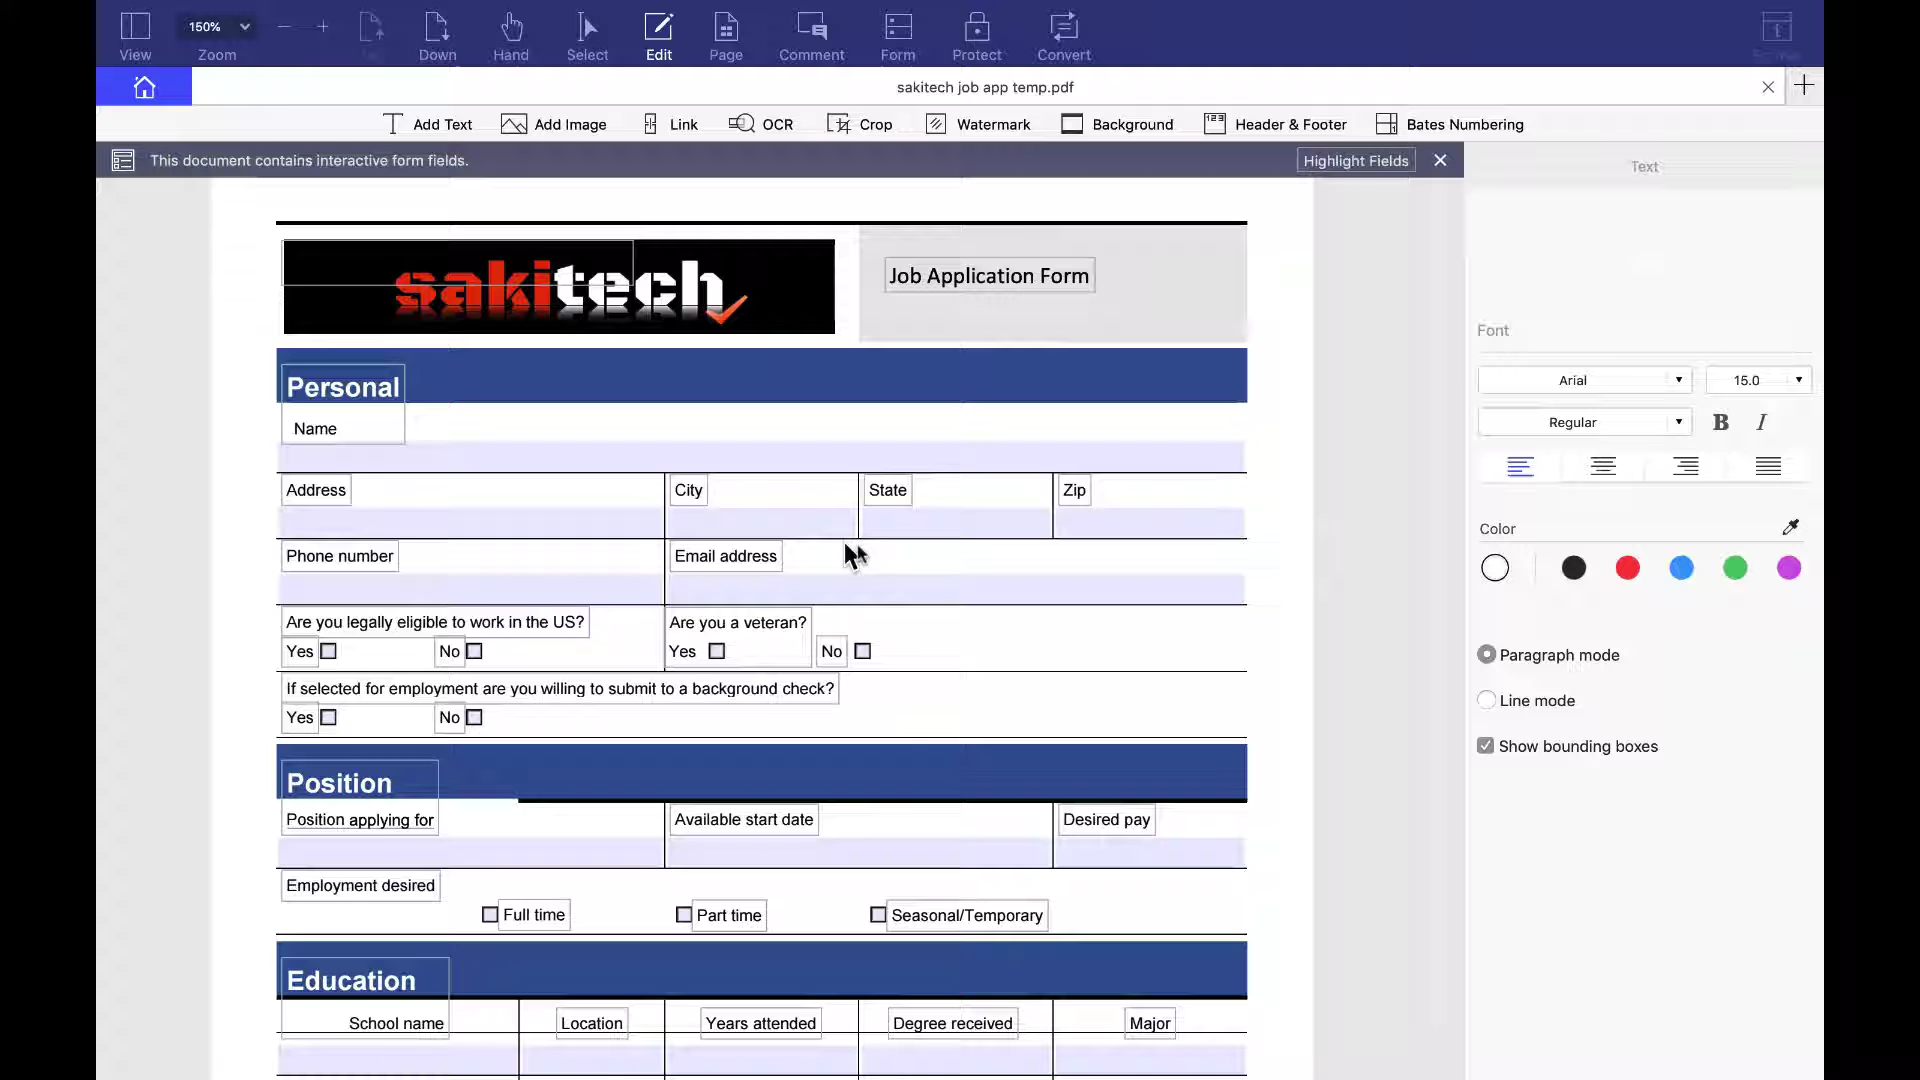 View
150%
Zoom
Down
Hand
Select
Edit
Page
Comment
Form
Protect
Convert
sakitech job app temp.pdf
Add Text
Add Image
Link
OCR
Crop
Watermark
Background
Header & Footer
Bates Numbering
This document contains interactive form fields.
Highlight Fields
Text
sakitech
Job Application Form
Font
Personal
Arial
15.0
Name
Regular
B
I
Address
City
State
Zip
Color
Phone number
Email address
Are you legally eligible to work in the US?
Are you a veteran?
Yes
No
Yes
No
Paragraph mode
If selected for employment are you willing to submit to a background check?
Line mode
Yes
No
Show bounding boxes
Position
Position applying for
Available start date
Desired pay
Employment desired
Full time
Part time
Seasonal/Temporary
Education
School name
Location
Years attended
Degree received
Major